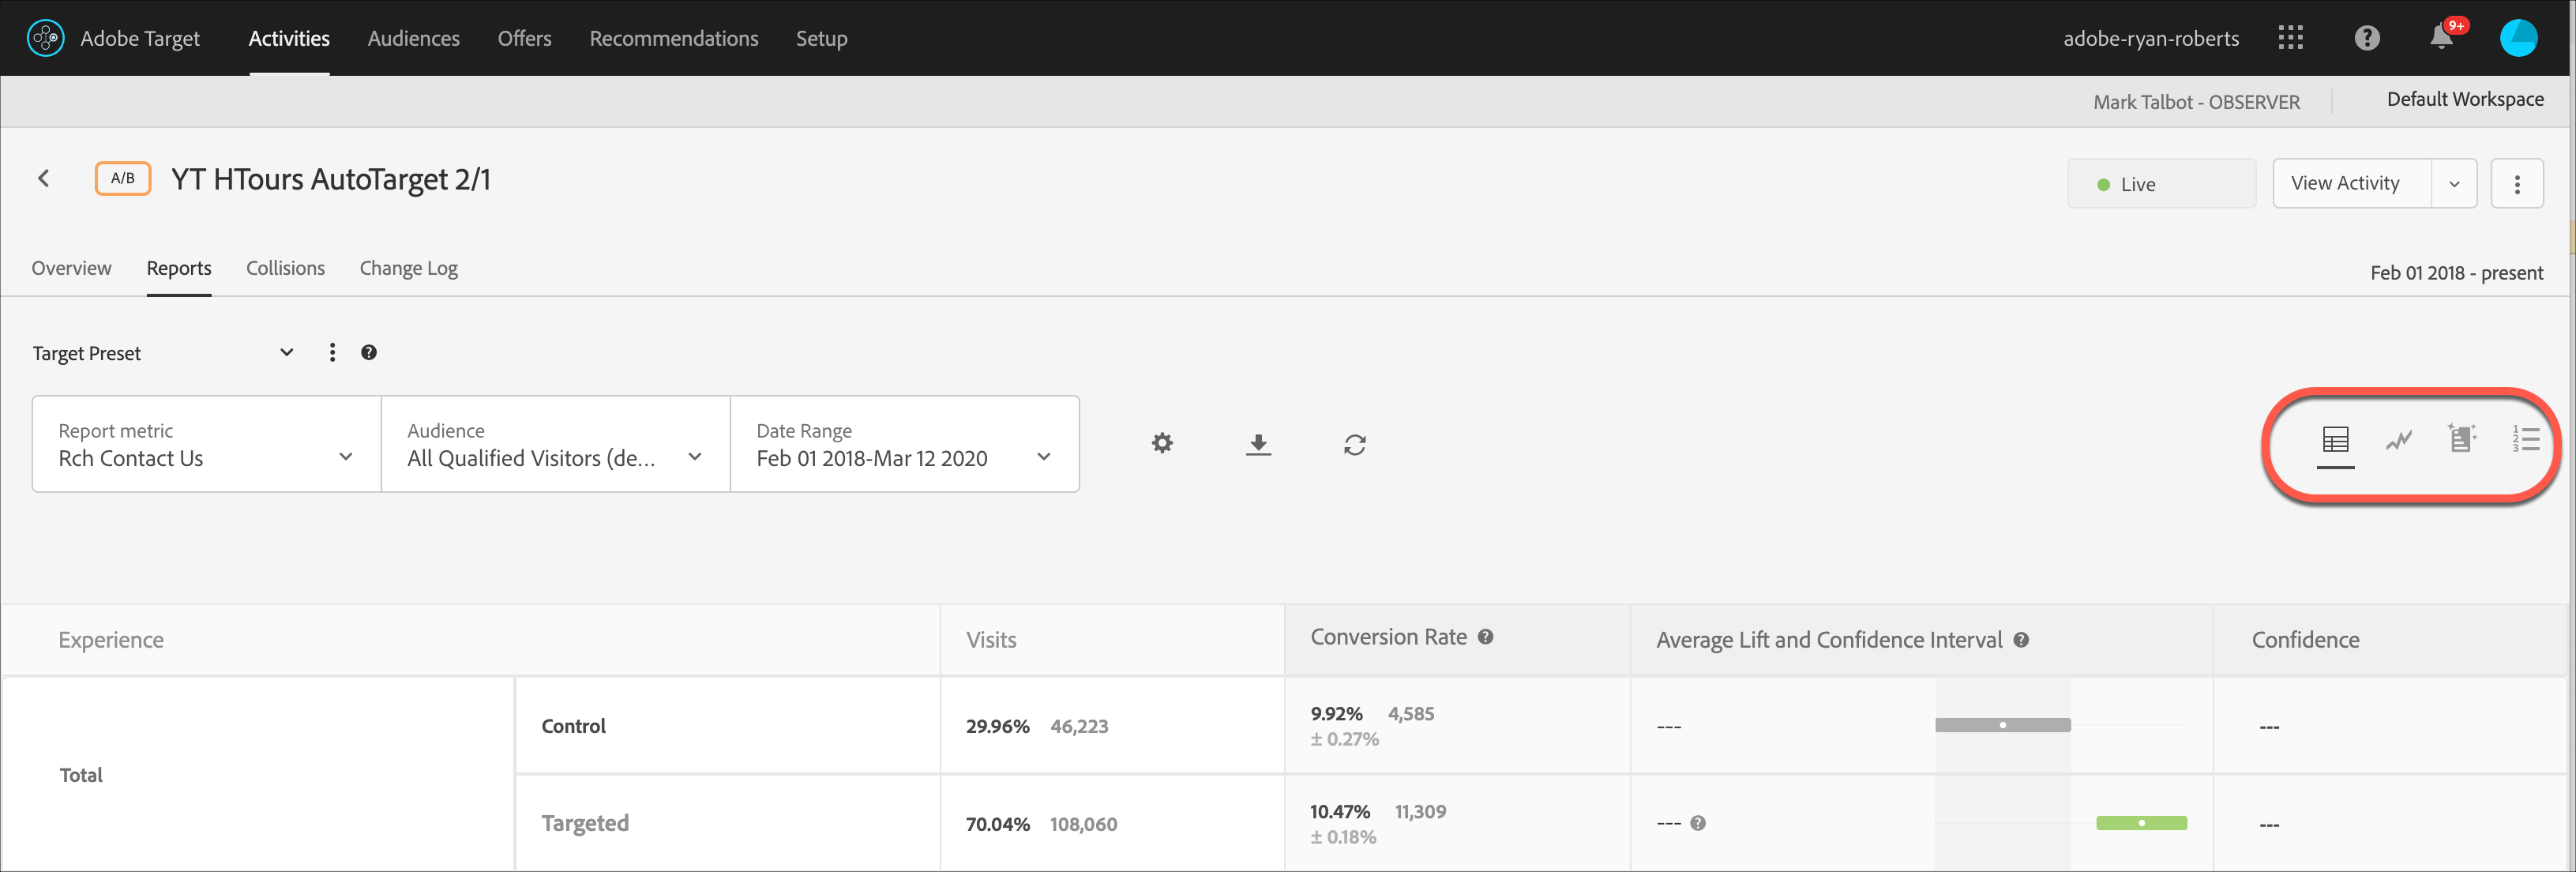 Adobe Target Activities Audiences Offers Recommendations Setup adobe-ryan-roberts 9+
Mark Talbot - OBSERVER Default Workspace
A/B YT HTours AutoTarget 2/1 Live View Activity
Overview Reports Collisions Change Log Feb 01 2018 - present
Target Preset
Report metric Audience Date Range
Rch Contact Us All Qualified Visitors (de... Feb 01 2018-Mar 12 2020
1
2
3
Experience Visits Conversion Rate Average Lift and Confidence Interval Confidence
Control 29.96% 46,223 9.92% 4,585 --- ---
± 0.27%
Total
Targeted 70.04% 108,060 10.47% 11,309 --- ---
± 0.18%